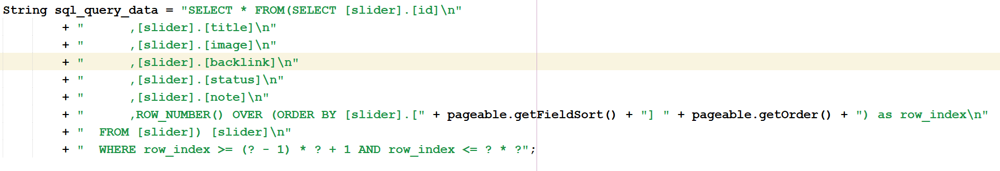 String sql_query_data = "SELECT * FROM(SELECT [slider].[id]\n"
+ "      ,[slider].[title]\n"
+ "      ,[slider].[image]\n"
+ "      ,[slider].[backlink]\n"
+ "      ,[slider].[status]\n"
+ "      ,[slider].[note]\n"
+ "      ,ROW_NUMBER() OVER (ORDER BY [slider].[" + pageable.getFieldSort() + "] " + pageable.getOrder() + ") as row_index\n"
+ "  FROM [slider]) [slider]\n"
+ "  WHERE row_index >= (? - 1) * ? + 1 AND row_index <= ? * ?";